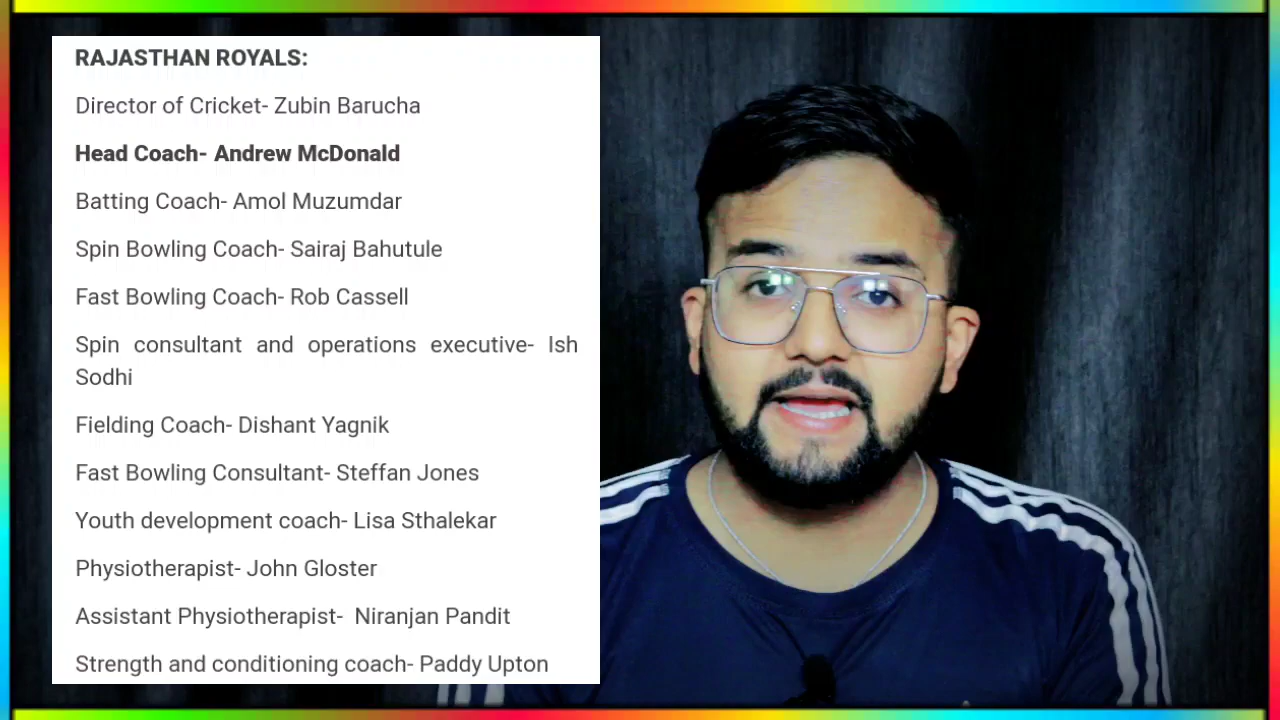 RAJASTHAN ROYALS:
Director of Cricket- Zubin Barucha
Head Coach- Andrew McDonald
Batting Coach- Amol Muzumdar
Spin Bowling Coach- Sairaj Bahutule
Fast Bowling Coach- Rob Cassell
Spin consultant and operations executive- Ish
Sodhi
Fielding Coach- Dishant Yagnik
Fast Bowling Consultant- Steffan Jones
Youth development coach- Lisa Sthalekar
Physiotherapist- John Gloster
Assistant Physiotherapist- Niranjan Pandit
Strength and conditioning coach- Paddy Upton